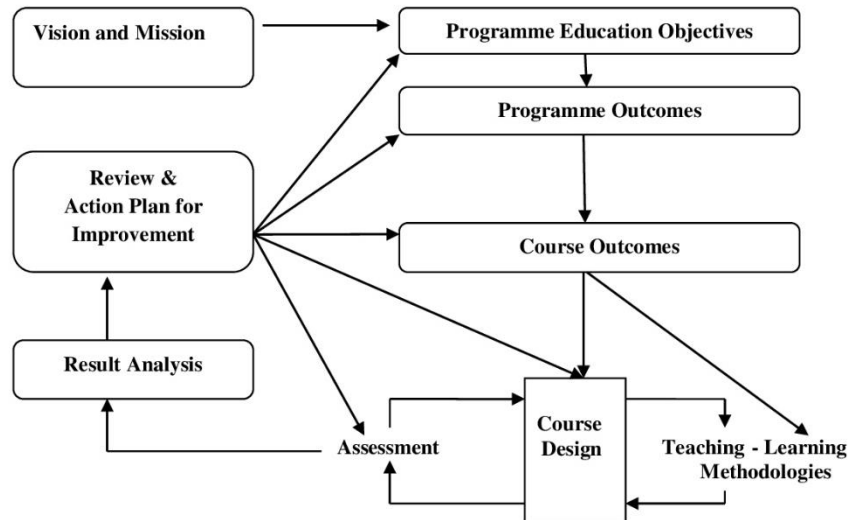 Vision and Mission
Programme Education Objectives
Programme Outcomes
Review &
Action Plan for
Improvement
Course Outcomes
Result Analysis
Assessment
Course
Design
Teaching - Learning
Methodologies